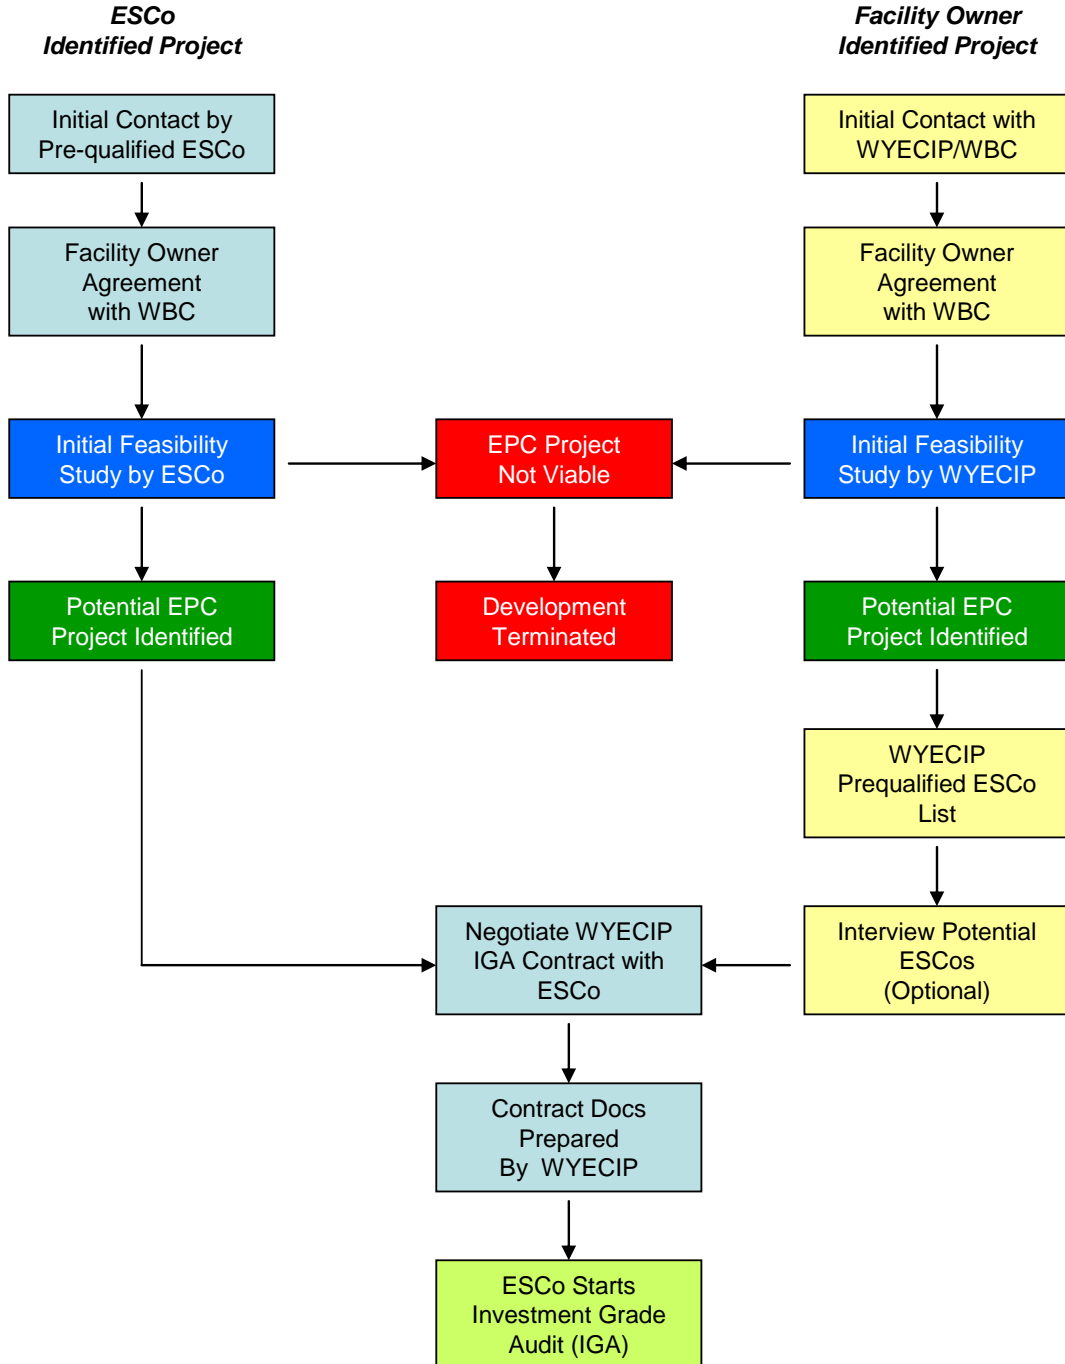 ESCo
Identified Project
Facility Owner
Identified Project
Initial Contact by
Pre-qualified ESCo
Initial Contact with
WYECIP/WBC
Facility Owner
Agreement
with WBC
Facility Owner
Agreement
with WBC
Initial Feasibility
Study by ESCo
EPC Project
Not Viable
Initial Feasibility
Study by WYECIP
Potential EPC
Project Identified
Development
Terminated
Potential EPC
Project Identified
WYECIP
Prequalified ESCo
List
Negotiate WYECIP
IGA Contract with
ESCo
Interview Potential
ESCos
(Optional)
Contract Docs
Prepared
By  WYECIP
ESCo Starts
Investment Grade
Audit (IGA)